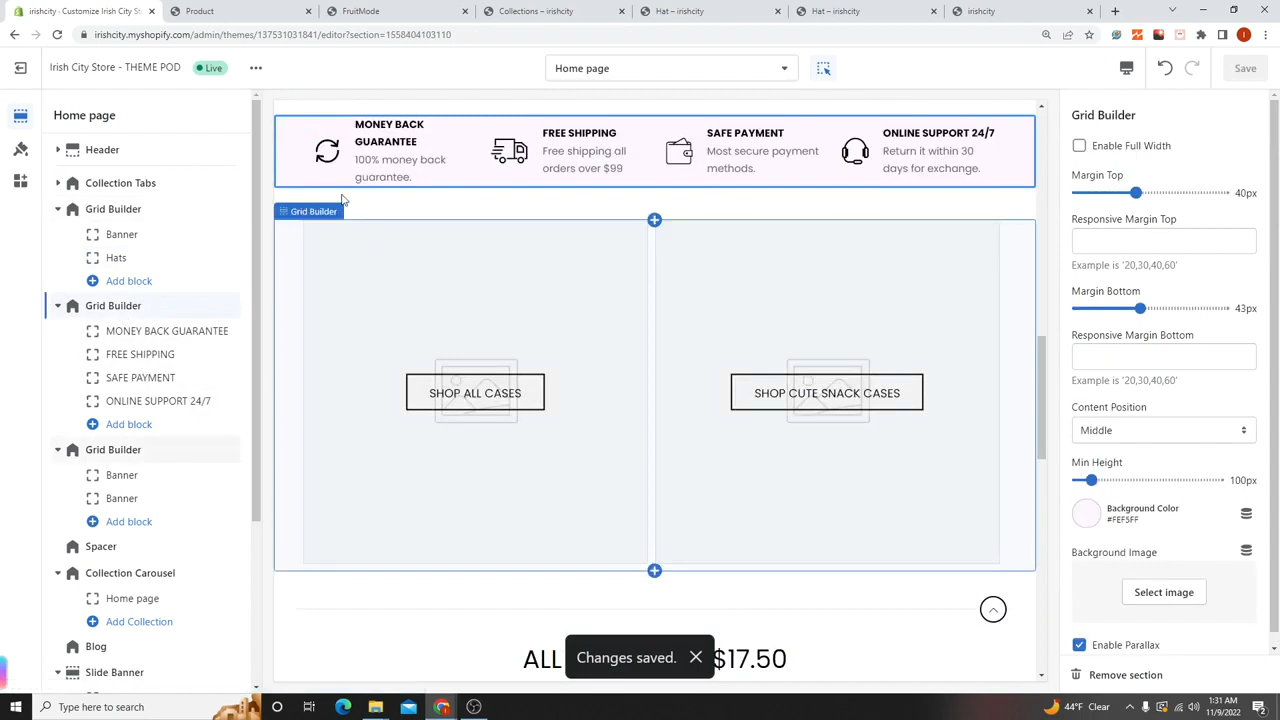 irishcity - Customize Irish City St
Product
FruitMode
Collections – irishcity
Hat – irishcity
Hat – irishcity
irishcity
irishcity.myshopify.com/admin/themes/137531031841/editor?section=1558404103110
Irish City Store - THEME POD
Live
Home page
Save
Home page
Header
Collection Tabs
Grid Builder
Banner
Hats
Add block
Grid Builder
MONEY BACK GUARANTEE
FREE SHIPPING
SAFE PAYMENT
ONLINE SUPPORT 24/7
Add block
Grid Builder
Banner
Banner
Add block
Spacer
Collection Carousel
Home page
Add Collection
Blog
Slide Banner
MONEY BACK
GUARANTEE
100% money back
guarantee.
FREE SHIPPING
Free shipping all
orders over $99
SAFE PAYMENT
Most secure payment
methods.
ONLINE SUPPORT 24/7
Return it within 30
days for exchange.
Grid Builder
SHOP ALL CASES
SHOP CUTE SNACK CASES
ALL
$17.50
Changes saved.
Grid Builder
Enable Full Width
Margin Top
40px
Responsive Margin Top
Example is '20,30,40,60'
Margin Bottom
43px
Responsive Margin Bottom
Example is '20,30,40,60'
Content Position
Middle
Min Height
100px
Background Color
#FEF5FF
Background Image
Select image
Enable Parallax
Remove section
Type here to search
44°F Clear
1:31 AM
11/9/2022